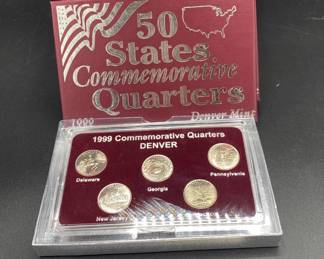 50
States
Commemorative
Quarters
1999 Denver Mint
1999 Commemorative Quarters
DENVER
Delaware
Pennsylvania
Georgia
New Jersey